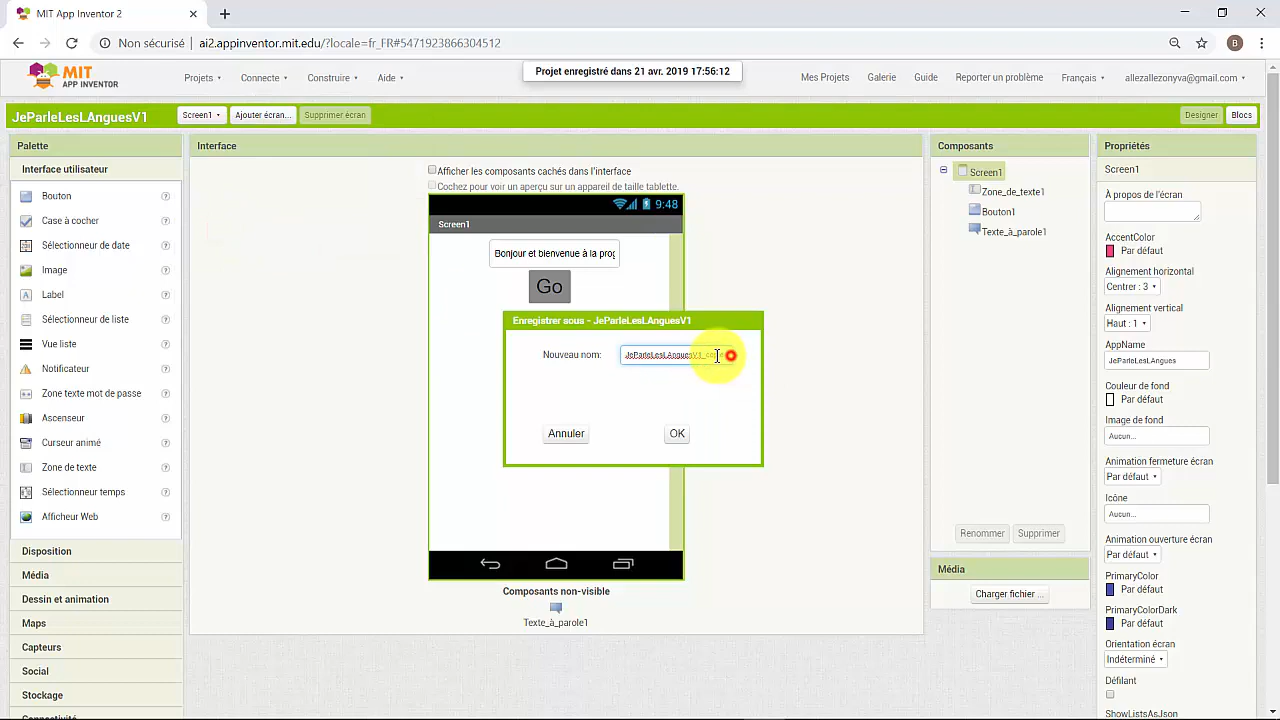 MIT App Inventor 2
Non sécurisé
ai2.appinventor.mit.edu/?locale=fr_FR#5471923866304512
B
MIT
APP INVENTOR
Projets
Connecte
Construire
Aide
Projet enregistré dans 21 avr. 2019 17:56:12
Mes Projets
Galerie
Guide
Reporter un problème
Français
allezallezonyva@gmail.com
JeParleLesLAnguesV1
Screen1
Ajouter écran...
Supprimer écran
Designer
Blocs
Palette
Interface utilisateur
Bouton
Case à cocher
Sélectionneur de date
Image
Label
Sélectionneur de liste
Vue liste
Notificateur
Zone texte mot de passe
Ascenseur
Curseur animé
Zone de texte
Sélectionneur temps
Afficheur Web
Disposition
Média
Dessin et animation
Maps
Capteurs
Social
Stockage
Connectivité
Interface
Afficher les composants cachés dans l'interface
Cochez pour voir un aperçu sur un appareil de taille tablette.
9:48
Screen1
Bonjour et bienvenue à la prog
Go
Enregistrer sous - JeParleLesLAnguesV1
Nouveau nom:
Annuler
OK
Composants non-visible
Texte_à_parole1
Composants
Screen1
Zone_de_texte1
Bouton1
Texte_à_parole1
Renommer
Supprimer
Média
Charger fichier ...
Propriétés
Screen1
À propos de l'écran
AccentColor
Par défaut
Alignement horizontal
Centrer : 3
Alignement vertical
Haut : 1
AppName
JeParleLesLAngues
Couleur de fond
Par défaut
Image de fond
Aucun...
Animation fermeture écran
Par défaut
Icône
Aucun...
Animation ouverture écran
Par défaut
PrimaryColor
Par défaut
PrimaryColorDark
Par défaut
Orientation écran
Indéterminé
Défilant
ShowListsAsJson